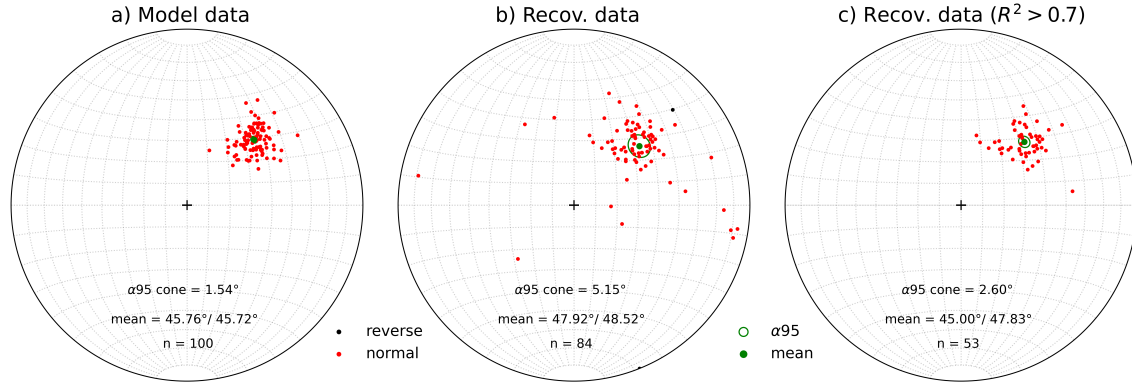 a) Model data
b) Recov. data
c) Recov. data (R² > 0.7)
α95 cone = 1.54°
mean = 45.76°/ 45.72°
n = 100
reverse
normal
α95 cone = 5.15°
mean = 47.92°/ 48.52°
n = 84
α95
mean
α95 cone = 2.60°
mean = 45.00°/ 47.83°
n = 53